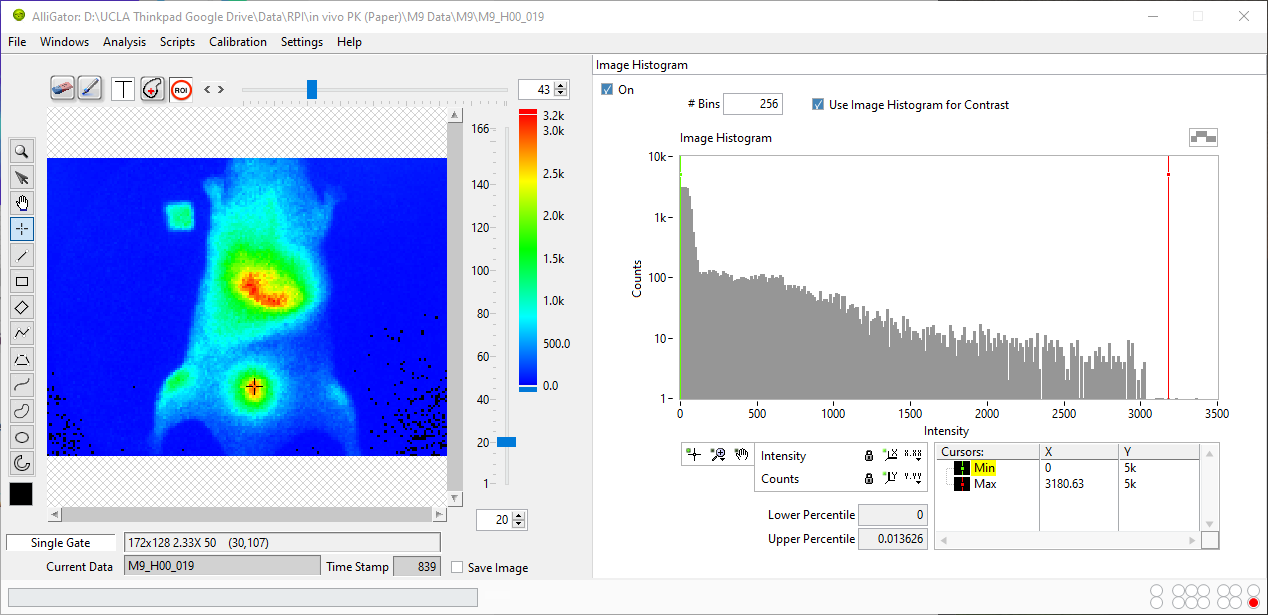 AlliGator: D:\UCLA Thinkpad Google Drive\Data\RPI\in vivo PK (Paper)\M9 Data\M9\M9_H00_019
File Windows Analysis Scripts Calibration Settings Help
T ROI < > 43
166
140
120
100
80
60
40
20
1
3.2k
3.0k
2.5k
2.0k
1.5k
1.0k
500.0
0.0
20
Single Gate 172x128 2.33X 50 (30,107)
Current Data M9_H00_019 Time Stamp 839 Save Image
Image Histogram
On
# Bins 256 Use Image Histogram for Contrast
Image Histogram
10k
1k
100
10
1
Counts
0 500 1000 1500 2000 2500 3000 3500
Intensity
Intensity X X.XX
Counts Y Y.YY
Cursors: X Y
Min 0 5k
Max 3180.63 5k
Lower Percentile 0
Upper Percentile 0.013626